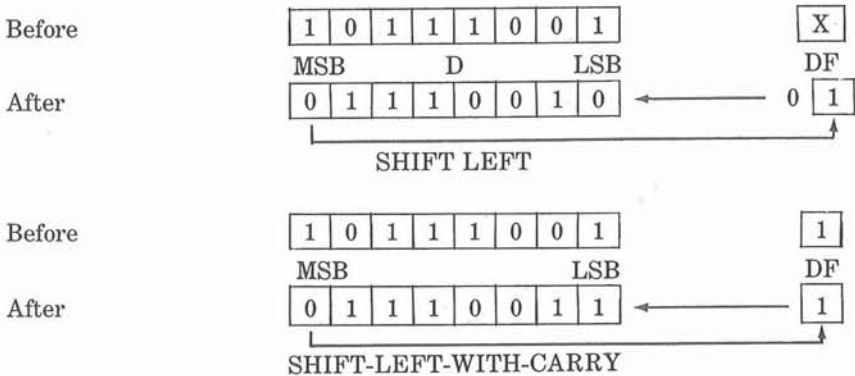 Before 1 0 1 1 1 0 0 1 X
MSB D LSB DF
After 0 1 1 1 0 0 1 0 0 1
SHIFT LEFT
Before 1 0 1 1 1 0 0 1 1
MSB LSB DF
After 0 1 1 1 0 0 1 1 1
SHIFT-LEFT-WITH-CARRY